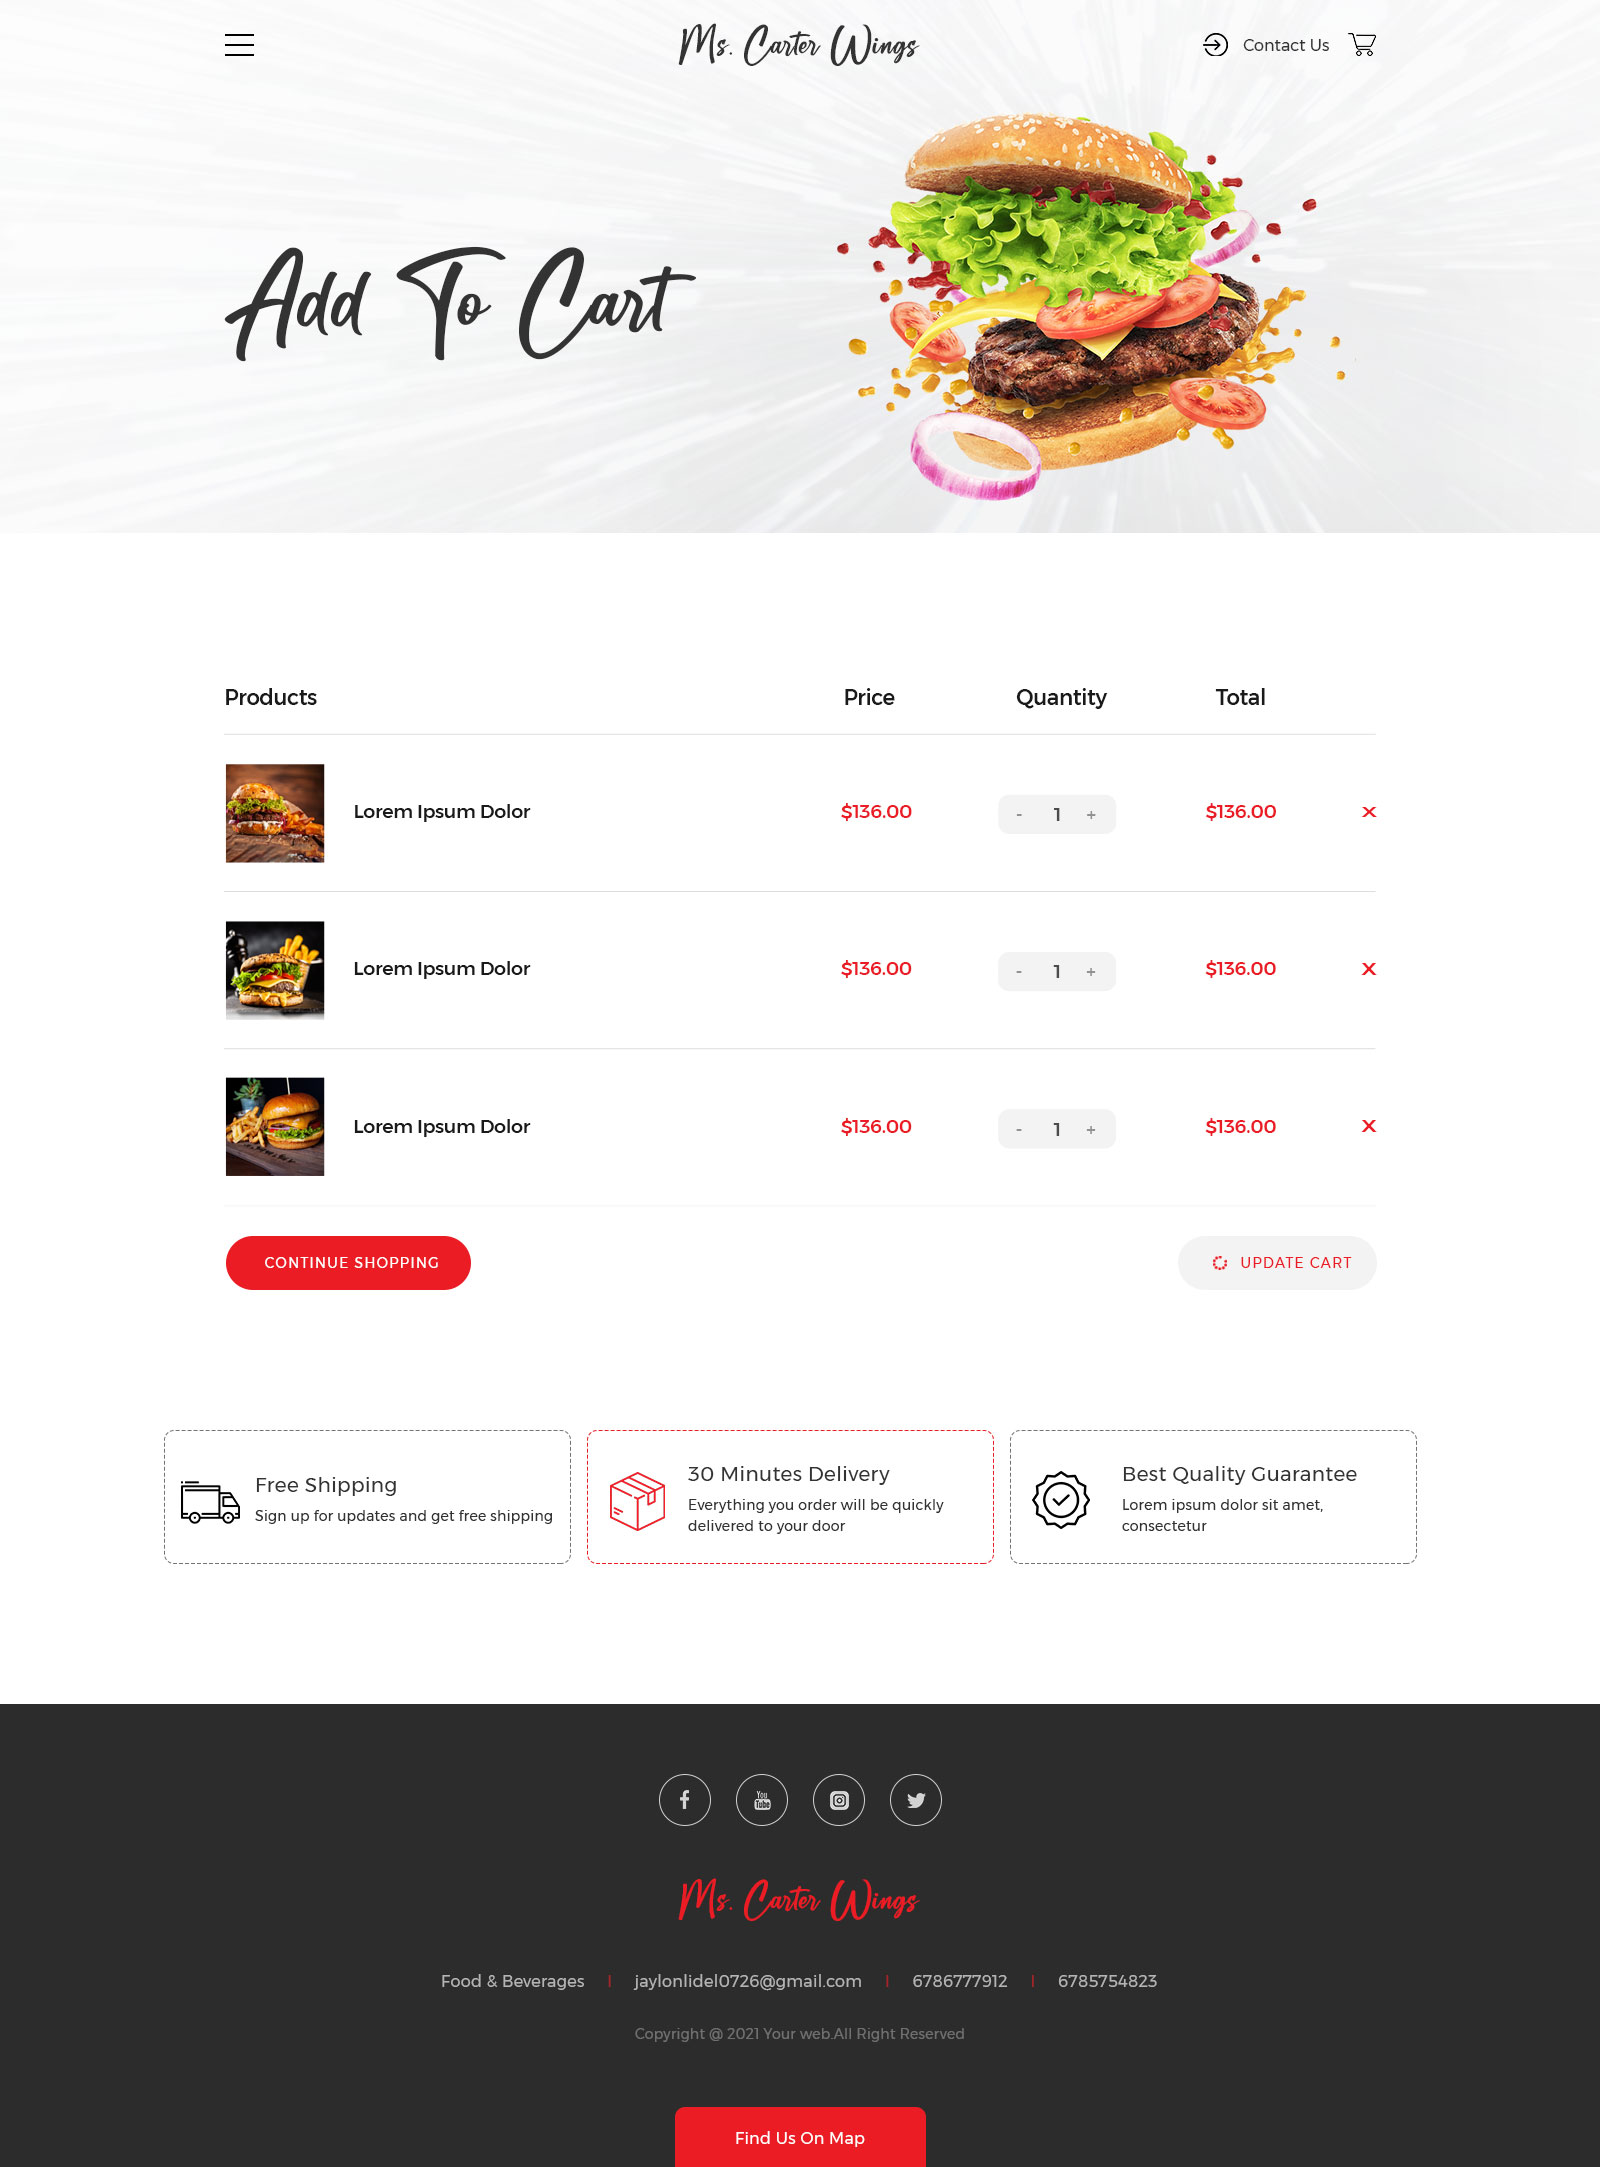 Ms. Carter Wings
Contact Us
Add To Cart
Products Price Quantity Total
Lorem Ipsum Dolor $136.00 - 1 + $136.00 X
Lorem Ipsum Dolor $136.00 - 1 + $136.00 X
Lorem Ipsum Dolor $136.00 - 1 + $136.00 X
CONTINUE SHOPPING UPDATE CART
Free Shipping
Sign up for updates and get free shipping
30 Minutes Delivery
Everything you order will be quickly
delivered to your door
Best Quality Guarantee
Lorem ipsum dolor sit amet,
consectetur
You
Tube
Ms. Carter Wings
Food & Beverages | jaylonlidel0726@gmail.com | 6786777912 | 6785754823
Copyright @ 2021 Your web.All Right Reserved
Find Us On Map